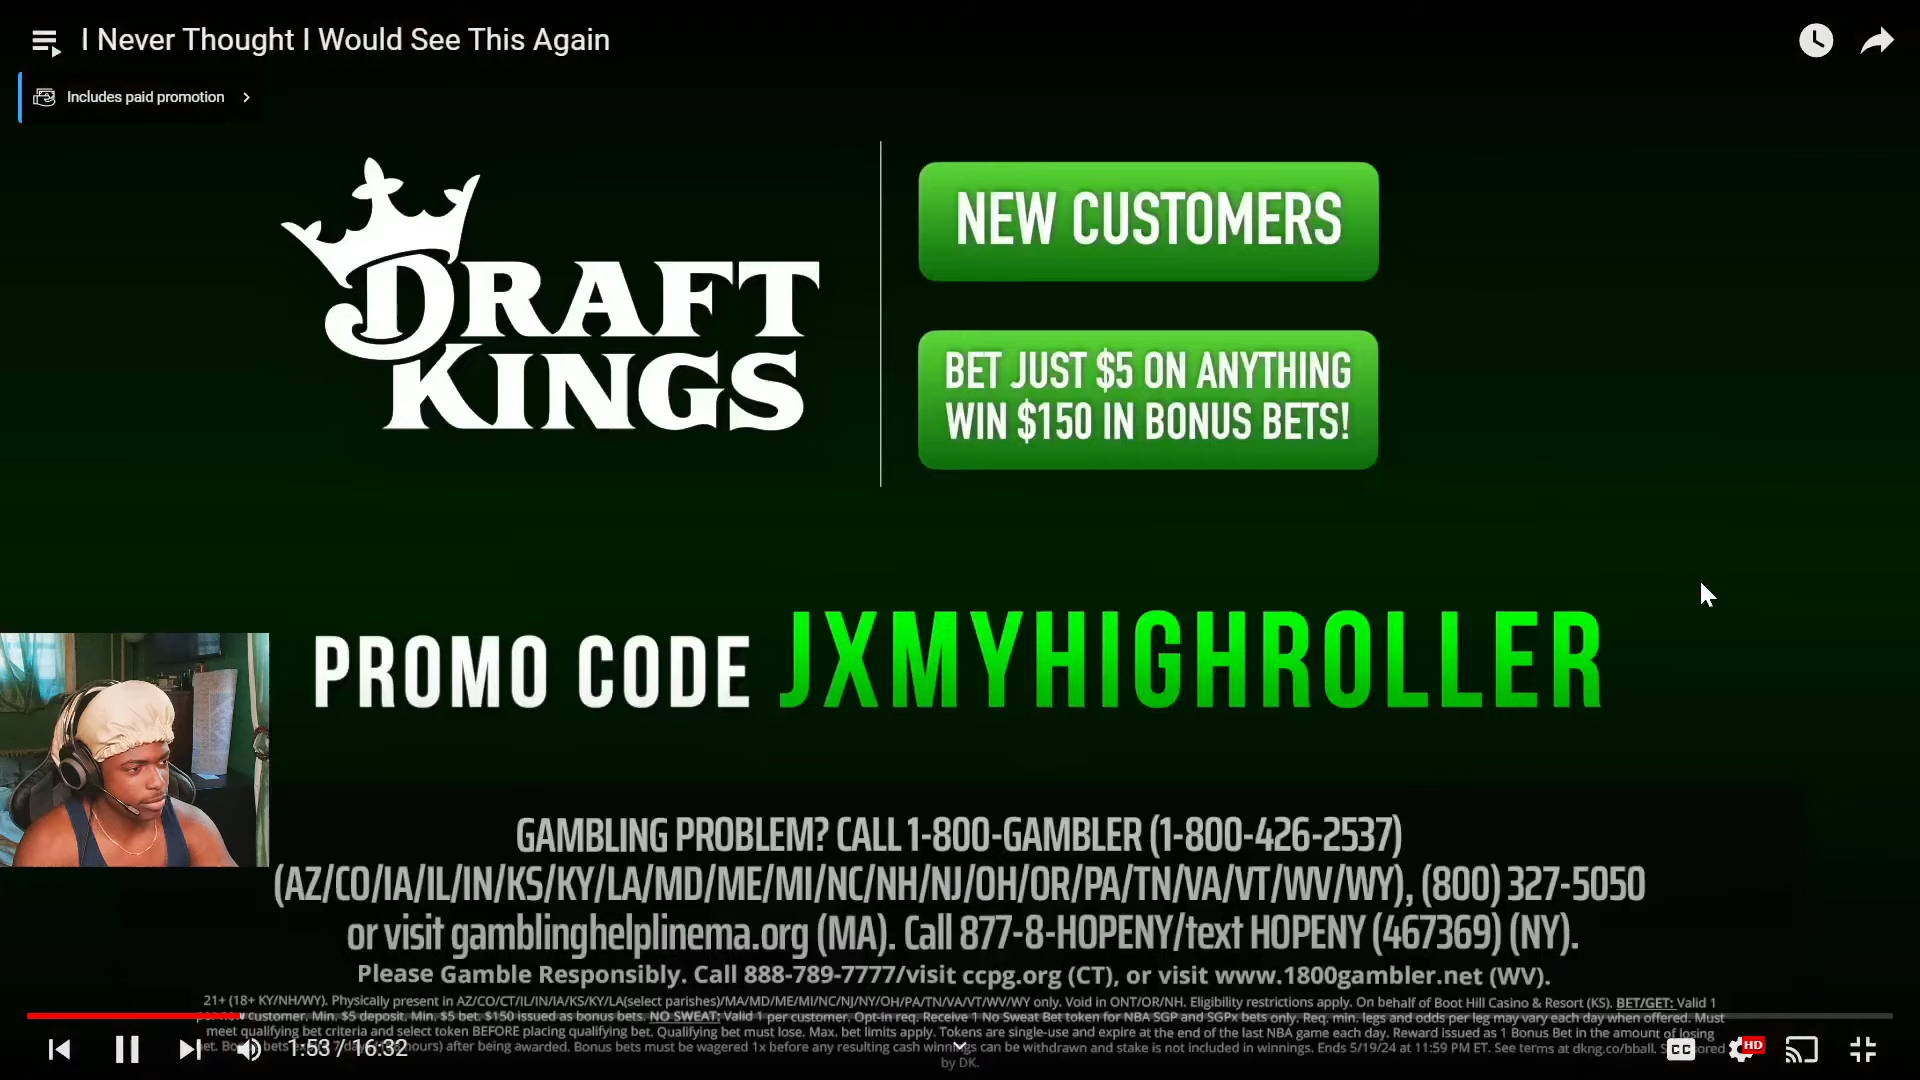 I Never Thought I Would See This Again
Includes paid promotion
DRAFT
KINGS
NEW CUSTOMERS
BET JUST $5 ON ANYTHING
WIN $150 IN BONUS BETS!
PROMO CODE JXMYHIGHROLLER
GAMBLING PROBLEM? CALL 1-800-GAMBLER (1-800-426-2537)
(AZ/CO/IA/IL/IN/KS/KY/LA/MD/ME/MI/NC/NH/NJ/OH/OR/PA/TN/VA/VT/WV/WY), (800) 327-5050
or visit gamblinghelplinema.org (MA). Call 877-8-HOPENY/text HOPENY (467369) (NY).
Please Gamble Responsibly. Call 888-789-7777/visit ccpg.org (CT), or visit www.1800gambler.net (WV).
21+ (18+ KY/NH/WY). Physically present in AZ/CO/CT/IL/IN/IA/KS/KY/LA(select parishes)/MA/MD/ME/MI/NC/NJ/NY/OH/PA/TN/VA/VT/WV/WY only. Void in ONT/OR/NH. Eligibility restrictions apply. On behalf of Boot Hill Casino & Resort (KS). BET/GET: Valid 1
customer. Min. $5 deposit. Min. $5 bet. $150 issued as bonus bets. NO SWEAT: Valid 1 per customer. Opt-in req. Receive 1 No Sweat Bet token for NBA SGP and SGPx bets only. Req. min. legs and odds per leg may vary each day when offered. Must
meet qualifying bet criteria and select token BEFORE placing qualifying bet. Qualifying bet must lose. Max. bet limits apply. Tokens are single-use and expire at the end of the last NBA game each day. Reward issued as 1 Bonus Bet in the amount of losing
bets hours) after being awarded. Bonus bets must be wagered 1x before any resulting cash winnings can be withdrawn and stake is not included in winnings. Ends 5/19/24 at 11:59 PM ET. See terms at dkng.co/bball.
by DK.
1:53 / 16:32
CC
HD